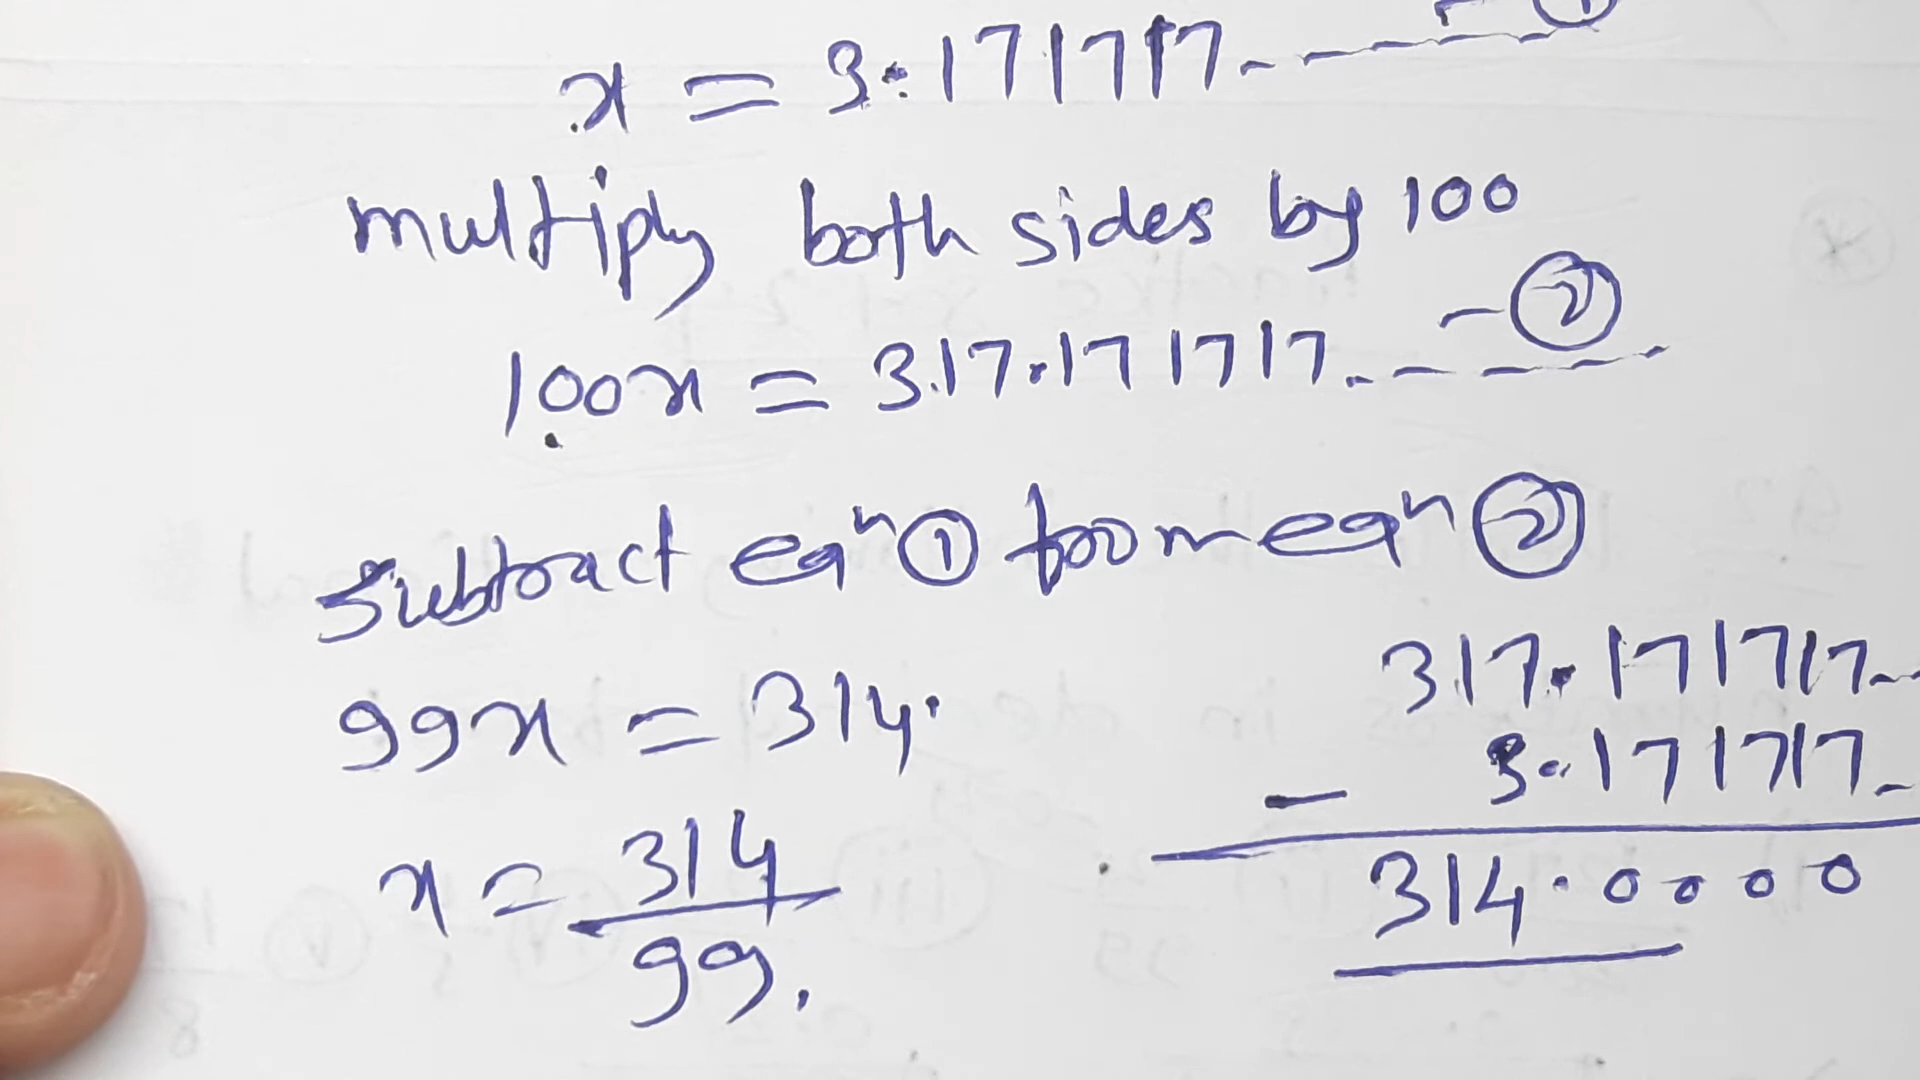 x = 3.171717------ - ①
multiply both sides by 100
100x = 317.171717.----- - ②
subtract eqⁿ ① from eqⁿ ②
99x = 314.
x = 314/99.
317.171717--
- 3.171717-
314.0000